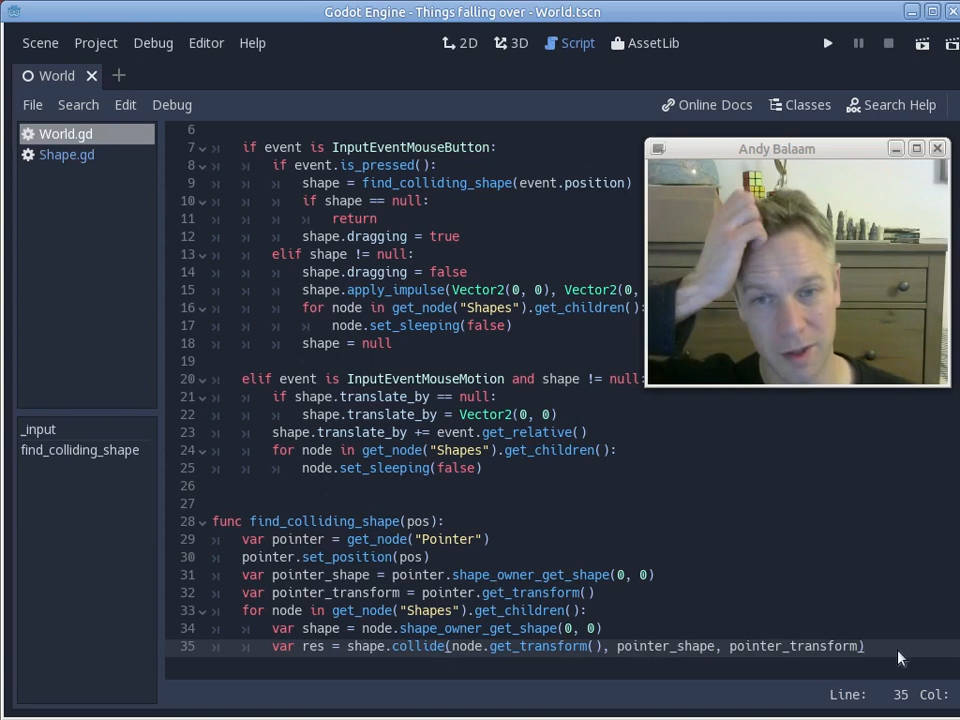 Godot Engine - Things falling over - World.tscn
Scene Project Debug Editor Help 2D 3D Script AssetLib
World
File Search Edit Debug Online Docs Classes Search Help
World.gd
Shape.gd
_input
find_colliding_shape
6
7 if event is InputEventMouseButton:
8 if event.is_pressed():
9 shape = find_colliding_shape(event.position)
10 if shape == null:
11 return
12 shape.dragging = true
13 elif shape != null:
14 shape.dragging = false
15 shape.apply_impulse(Vector2(0, 0), Vector2(0,
16 for node in get_node("Shapes").get_children():
17 node.set_sleeping(false)
18 shape = null
19
20 elif event is InputEventMouseMotion and shape != null:
21 if shape.translate_by == null:
22 shape.translate_by = Vector2(0, 0)
23 shape.translate_by += event.get_relative()
24 for node in get_node("Shapes").get_children():
25 node.set_sleeping(false)
26
27
28 func find_colliding_shape(pos):
29 var pointer = get_node("Pointer")
30 pointer.set_position(pos)
31 var pointer_shape = pointer.shape_owner_get_shape(0, 0)
32 var pointer_transform = pointer.get_transform()
33 for node in get_node("Shapes").get_children():
34 var shape = node.shape_owner_get_shape(0, 0)
35 var res = shape.collide(node.get_transform(), pointer_shape, pointer_transform)
Andy Balaam
Line: 35 Col: